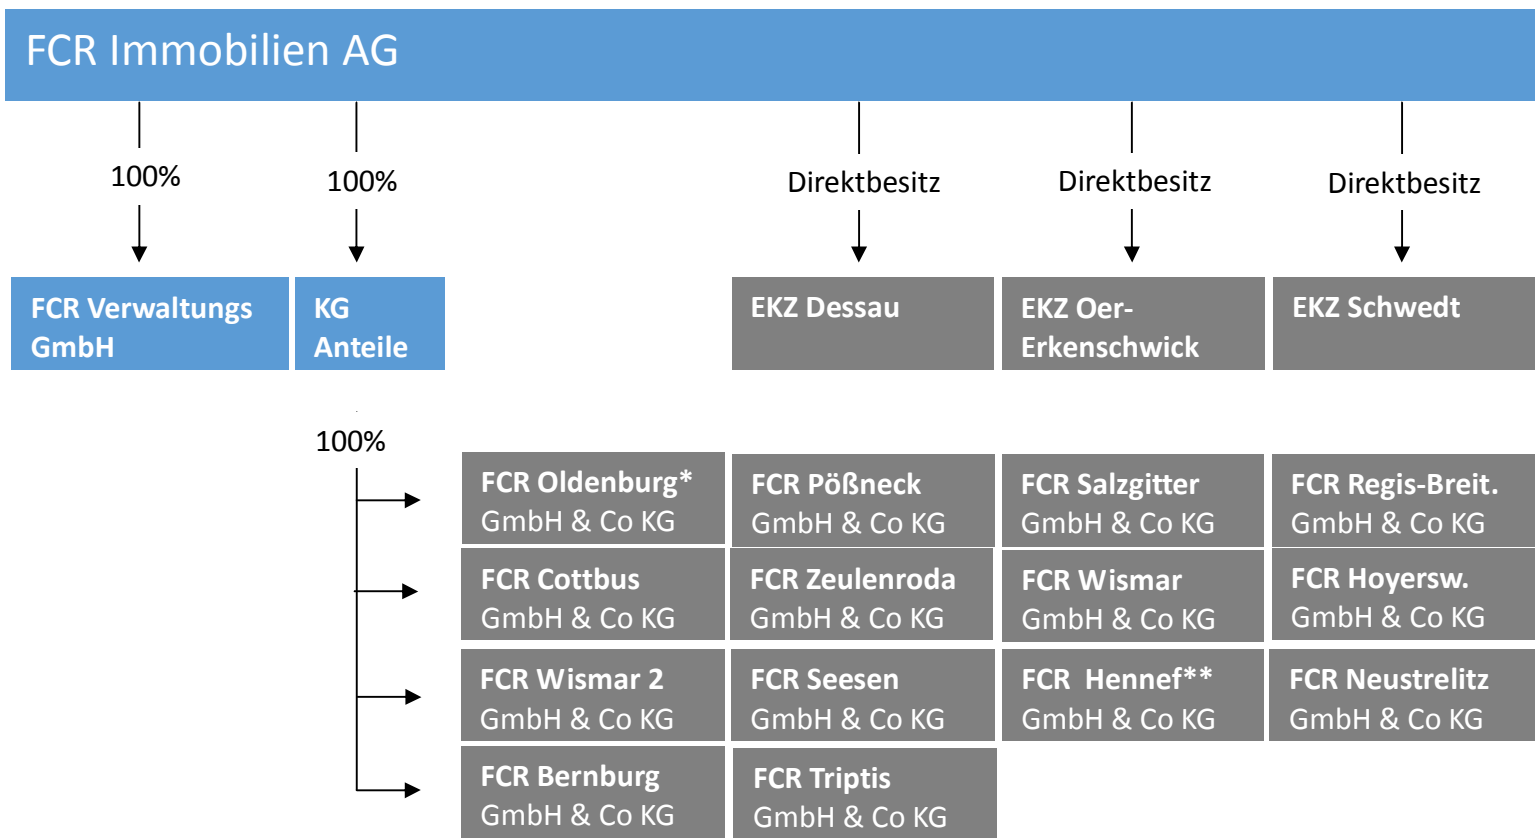 FCR Immobilien AG
100%
100%
Direktbesitz
Direktbesitz
Direktbesitz
FCR Verwaltungs
GmbH
KG
Anteile
EKZ Dessau
EKZ Oer-
Erkenschwick
EKZ Schwedt
100%
FCR Oldenburg*
GmbH & Co KG
FCR Pößneck
GmbH & Co KG
FCR Salzgitter
GmbH & Co KG
FCR Regis-Breit.
GmbH & Co KG
FCR Cottbus
GmbH & Co KG
FCR Zeulenroda
GmbH & Co KG
FCR Wismar
GmbH & Co KG
FCR Hoyersw.
GmbH & Co KG
FCR Wismar 2
GmbH & Co KG
FCR Seesen
GmbH & Co KG
FCR Hennef**
GmbH & Co KG
FCR Neustrelitz
GmbH & Co KG
FCR Bernburg
GmbH & Co KG
FCR Triptis
GmbH & Co KG